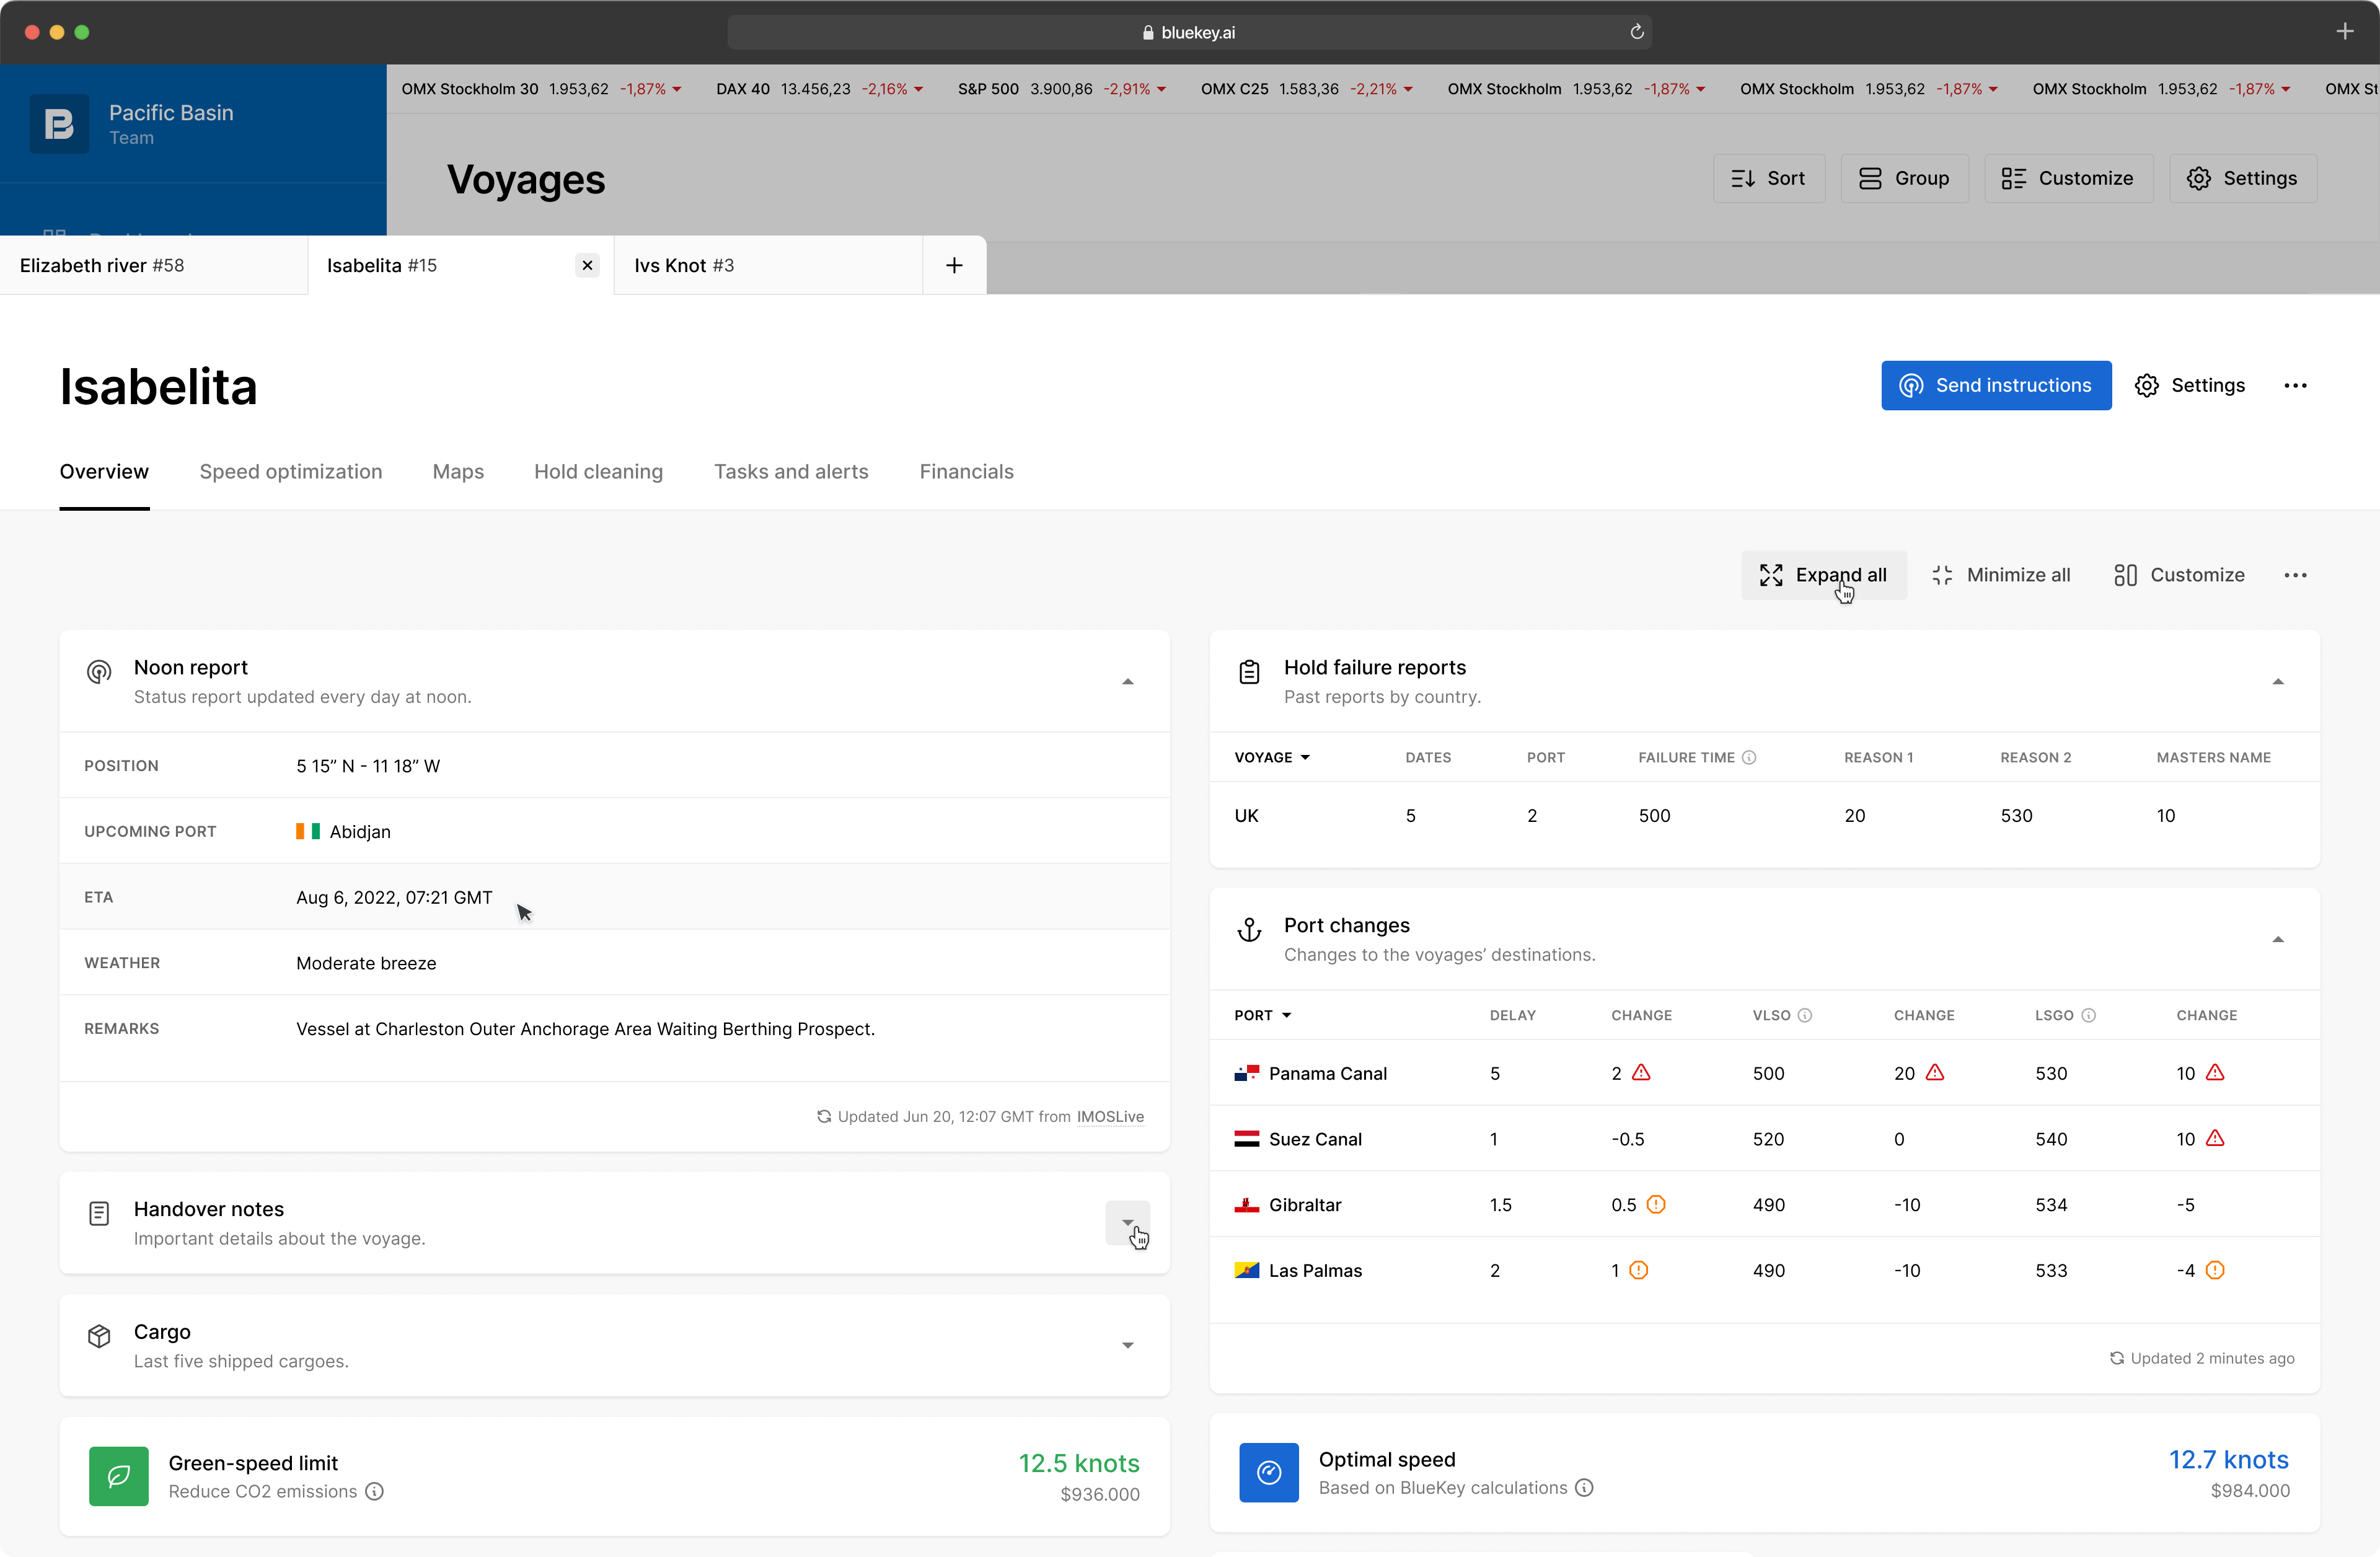 bluekey.ai
Pacific Basin
Team
OMX Stockholm 30 1.953,62 -1,87% DAX 40 13.456,23 -2,16% S&P 500 3.900,86 -2,91% OMX C25 1.583,36 -2,21% OMX Stockholm 1.953,62 -1,87% OMX Stockholm 1.953,62 -1,87% OMX Stockholm 1.953,62 -1,87% OMX St
Voyages
Sort Group Customize Settings
Elizabeth river #58 Isabelita #15 Ivs Knot #3
Isabelita
Send instructions Settings
Overview Speed optimization Maps Hold cleaning Tasks and alerts Financials
Expand all Minimize all Customize
Noon report
Status report updated every day at noon.
POSITION 5 15” N - 11 18” W
UPCOMING PORT Abidjan
ETA Aug 6, 2022, 07:21 GMT
WEATHER Moderate breeze
REMARKS Vessel at Charleston Outer Anchorage Area Waiting Berthing Prospect.
Updated Jun 20, 12:07 GMT from IMOSLive
Handover notes
Important details about the voyage.
Cargo
Last five shipped cargoes.
Green-speed limit
Reduce CO2 emissions
12.5 knots
$936.000
Hold failure reports
Past reports by country.
VOYAGE DATES PORT FAILURE TIME REASON 1 REASON 2 MASTERS NAME
UK 5 2 500 20 530 10
Port changes
Changes to the voyages’ destinations.
PORT DELAY CHANGE VLSO CHANGE LSGO CHANGE
Panama Canal 5 2 500 20 530 10
Suez Canal 1 -0.5 520 0 540 10
Gibraltar 1.5 0.5 490 -10 534 -5
Las Palmas 2 1 490 -10 533 -4
Updated 2 minutes ago
Optimal speed
Based on BlueKey calculations
12.7 knots
$984.000